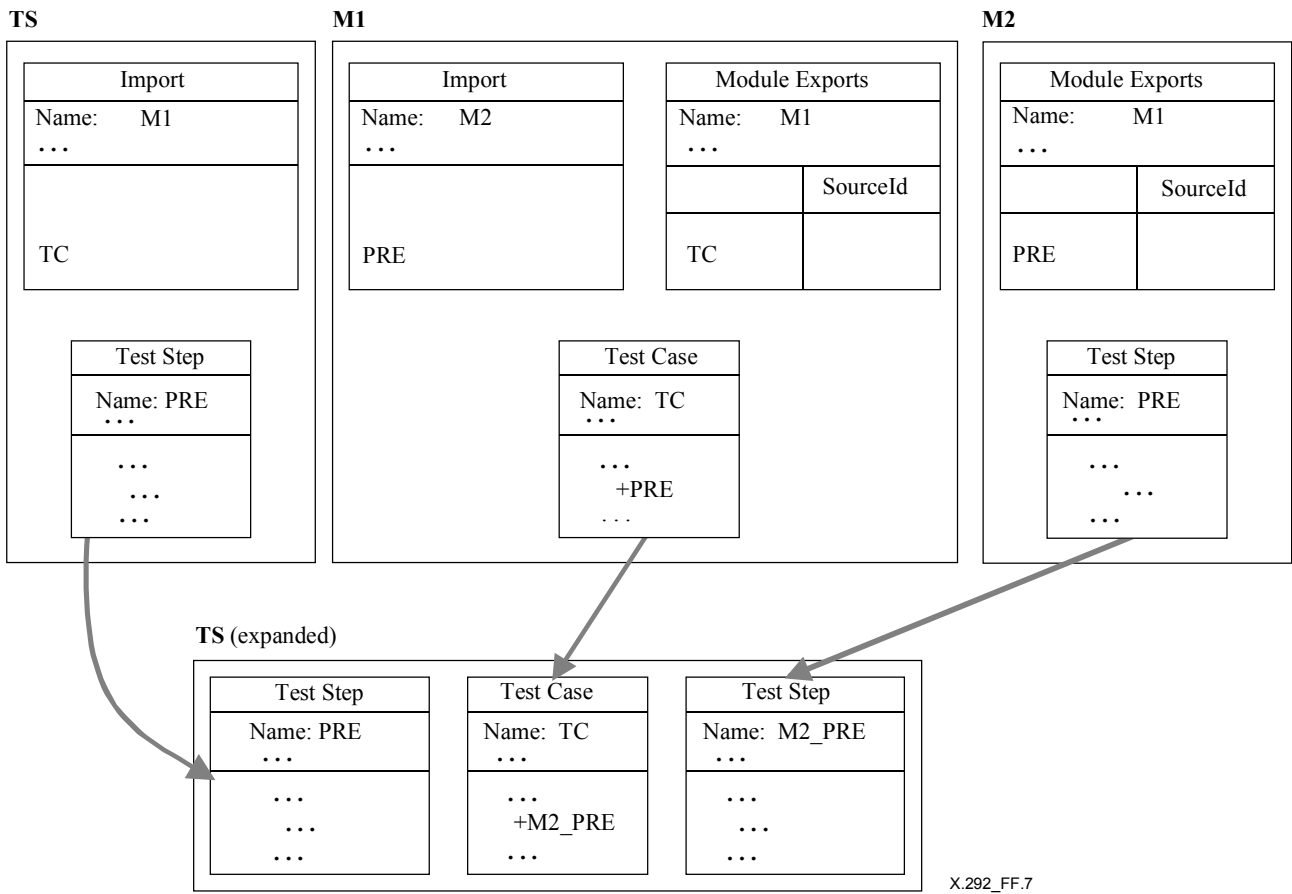 TS
M1
M2
Import
Name: M1
...
TC
Import
Name: M2
...
PRE
Module Exports
Name: M1
...
SourceId
TC
Module Exports
Name: M1
...
SourceId
PRE
Test Step
Name: PRE
...
...
...
...
Test Case
Name: TC
...
...
+PRE
...
Test Step
Name: PRE
...
...
...
...
TS (expanded)
Test Step
Name: PRE
...
...
...
...
Test Case
Name: TC
...
...
+M2_PRE
...
Test Step
Name: M2_PRE
...
...
...
...
X.292_FF.7